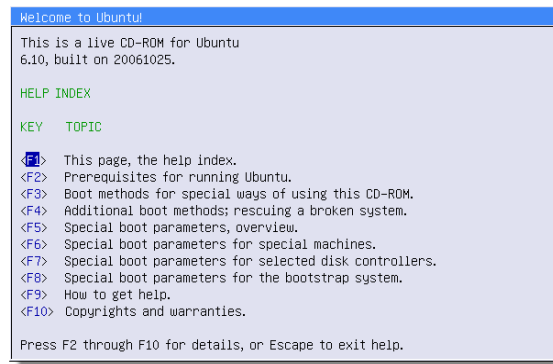 Welcome to Ubuntu!
This is a live CD-ROM for Ubuntu
6.10, built on 20061025.
HELP INDEX
KEY TOPIC
<F1> This page, the help index.
<F2> Prerequisites for running Ubuntu.
<F3> Boot methods for special ways of using this CD-ROM.
<F4> Additional boot methods; rescuing a broken system.
<F5> Special boot parameters, overview.
<F6> Special boot parameters for special machines.
<F7> Special boot parameters for selected disk controllers.
<F8> Special boot parameters for the bootstrap system.
<F9> How to get help.
<F10> Copyrights and warranties.
Press F2 through F10 for details, or Escape to exit help.